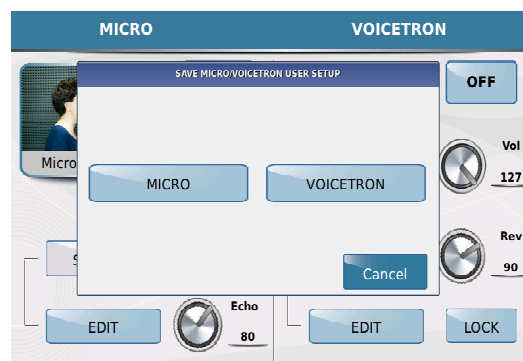 MICRO VOICETRON
SAVE MICRO/VOICETRON USER SETUP
OFF
Micro
Vol
127
MICRO VOICETRON
Rev
90
Cancel
Echo
80
EDIT EDIT LOCK